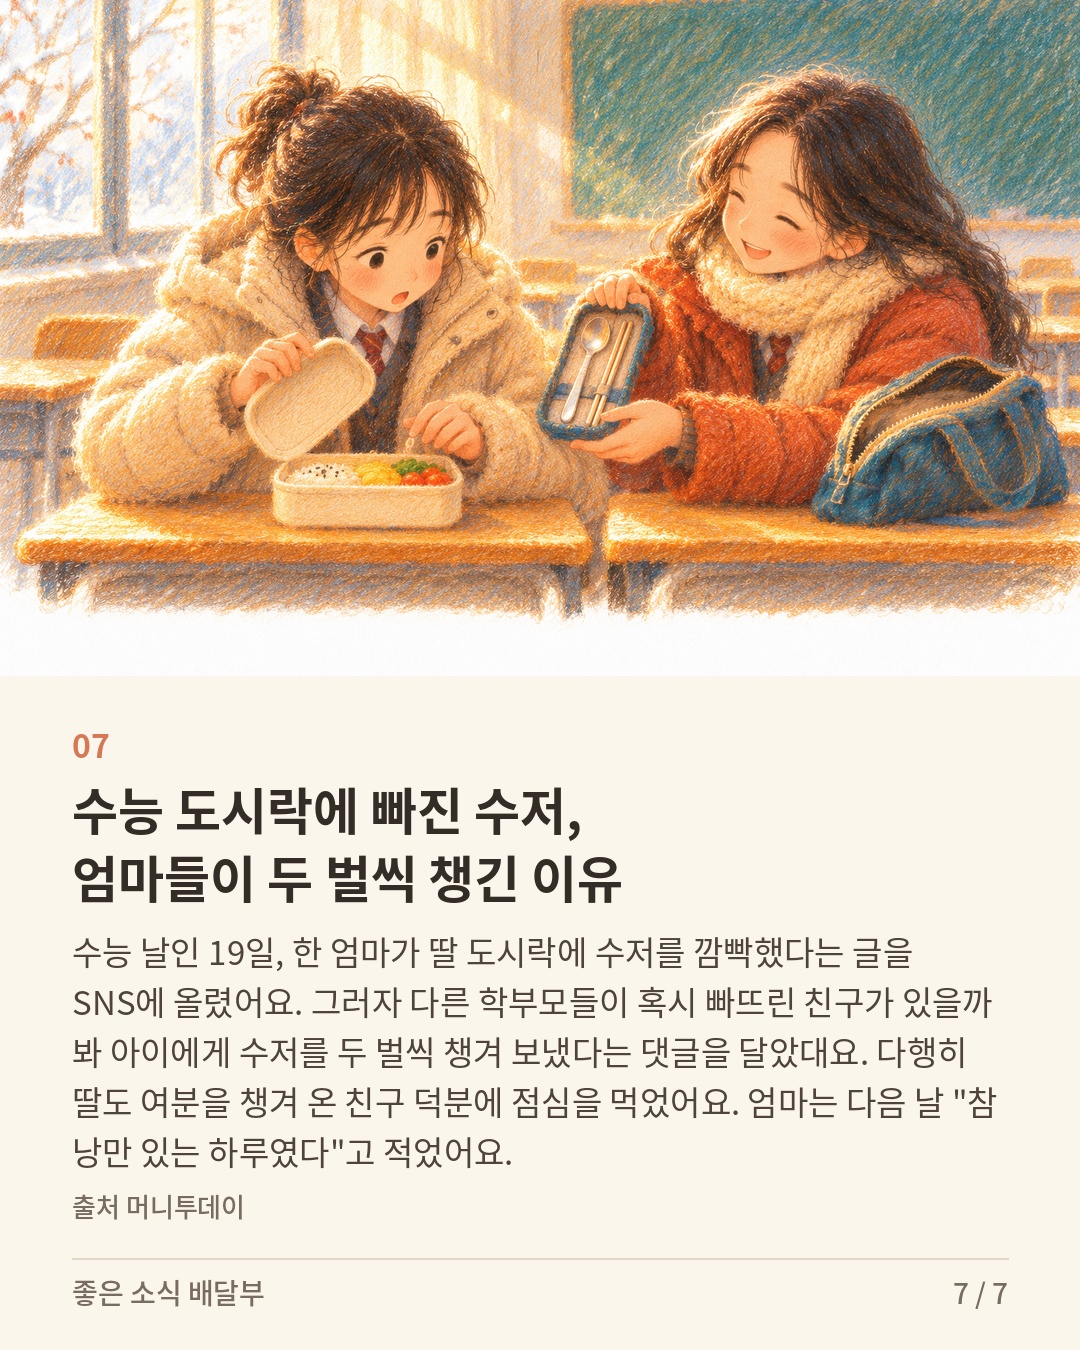 07
수능 도시락에 빠진 수저,
엄마들이 두 벌씩 챙긴 이유
수능 날인 19일, 한 엄마가 딸 도시락에 수저를 깜빡했다는 글을
SNS에 올렸어요. 그러자 다른 학부모들이 혹시 빠뜨린 친구가 있을까
봐 아이에게 수저를 두 벌씩 챙겨 보냈다는 댓글을 달았대요. 다행히
딸도 여분을 챙겨 온 친구 덕분에 점심을 먹었어요. 엄마는 다음 날 "참
낭만 있는 하루였다"고 적었어요.
출처 머니투데이
좋은 소식 배달부
7 / 7